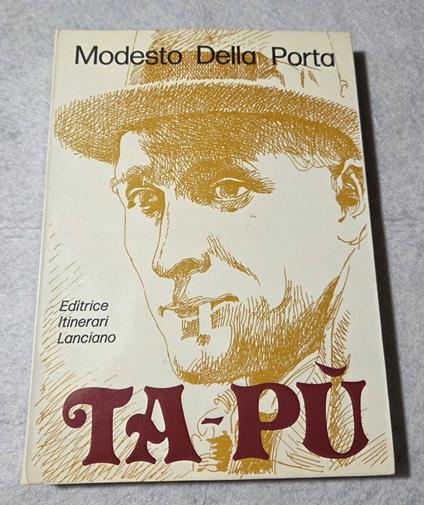 Modesto Della Porta
Editrice
Itinerari
Lanciano
TA-PŬ